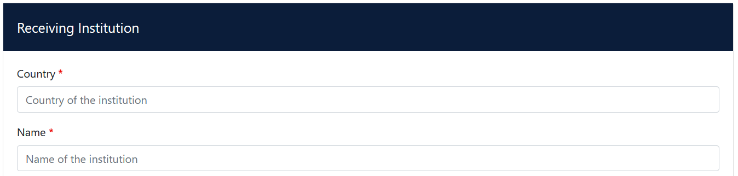 Receiving Institution
Country *
Country of the institution
Name *
Name of the institution